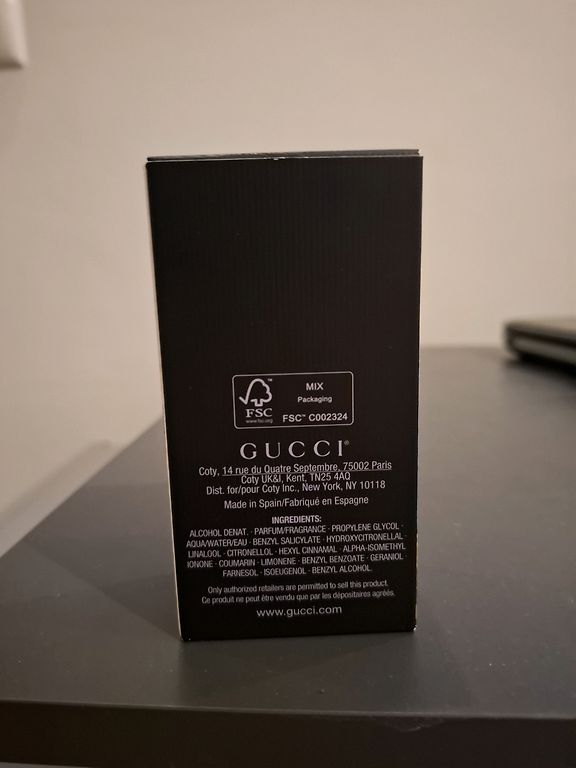 MIX
Packaging
FSC™
www.fsc.org
FSC™ C002324
GUCCI®
Coty, 14 rue du Quatre Septembre, 75002 Paris
Coty UK&I, Kent. TN25 4AQ
Dist. for/pour Coty Inc., New York, NY 10118
Made in Spain/Fabriqué en Espagne
INGREDIENTS:
ALCOHOL DENAT. · PARFUM/FRAGRANCE · PROPYLENE GLYCOL ·
AQUA/WATER/EAU · BENZYL SALICYLATE · HYDROXYCITRONELLAL ·
LINALOOL · CITRONELLOL · HEXYL CINNAMAL · ALPHA-ISOMETHYL
IONONE · COUMARIN · LIMONENE · BENZYL BENZOATE · GERANIOL ·
FARNESOL · ISOEUGENOL · BENZYL ALCOHOL.
Only authorized retailers are permitted to sell this product.
Ce produit ne peut être vendu que par les dépositaires agréés.
www.gucci.com